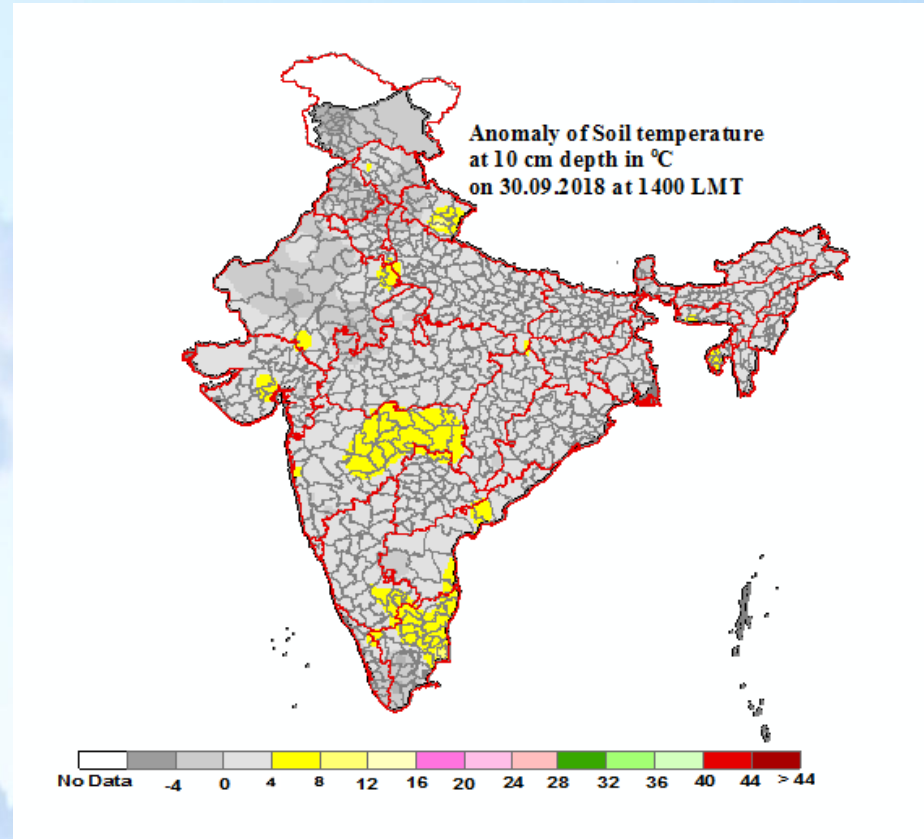 Anomaly of Soil temperature
at 10 cm depth in °C
on 30.09.2018 at 1400 LMT
No Data -4 0 4 8 12 16 20 24 28 32 36 40 44 > 44